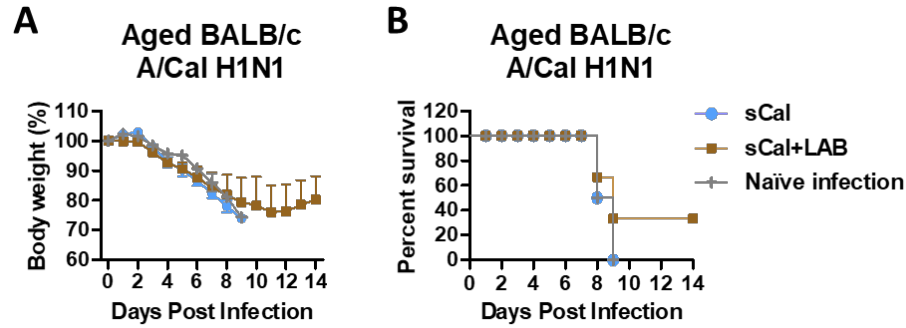 A
Aged BALB/c
A/Cal H1N1
Body weight (%)
110
100
90
80
70
60
0 2 4 6 8 10 12 14
Days Post Infection
B
Aged BALB/c
A/Cal H1N1
Percent survival
120
100
80
60
40
20
0
0 2 4 6 8 10 12 14
Days Post Infection
sCal
sCal+LAB
Naïve infection